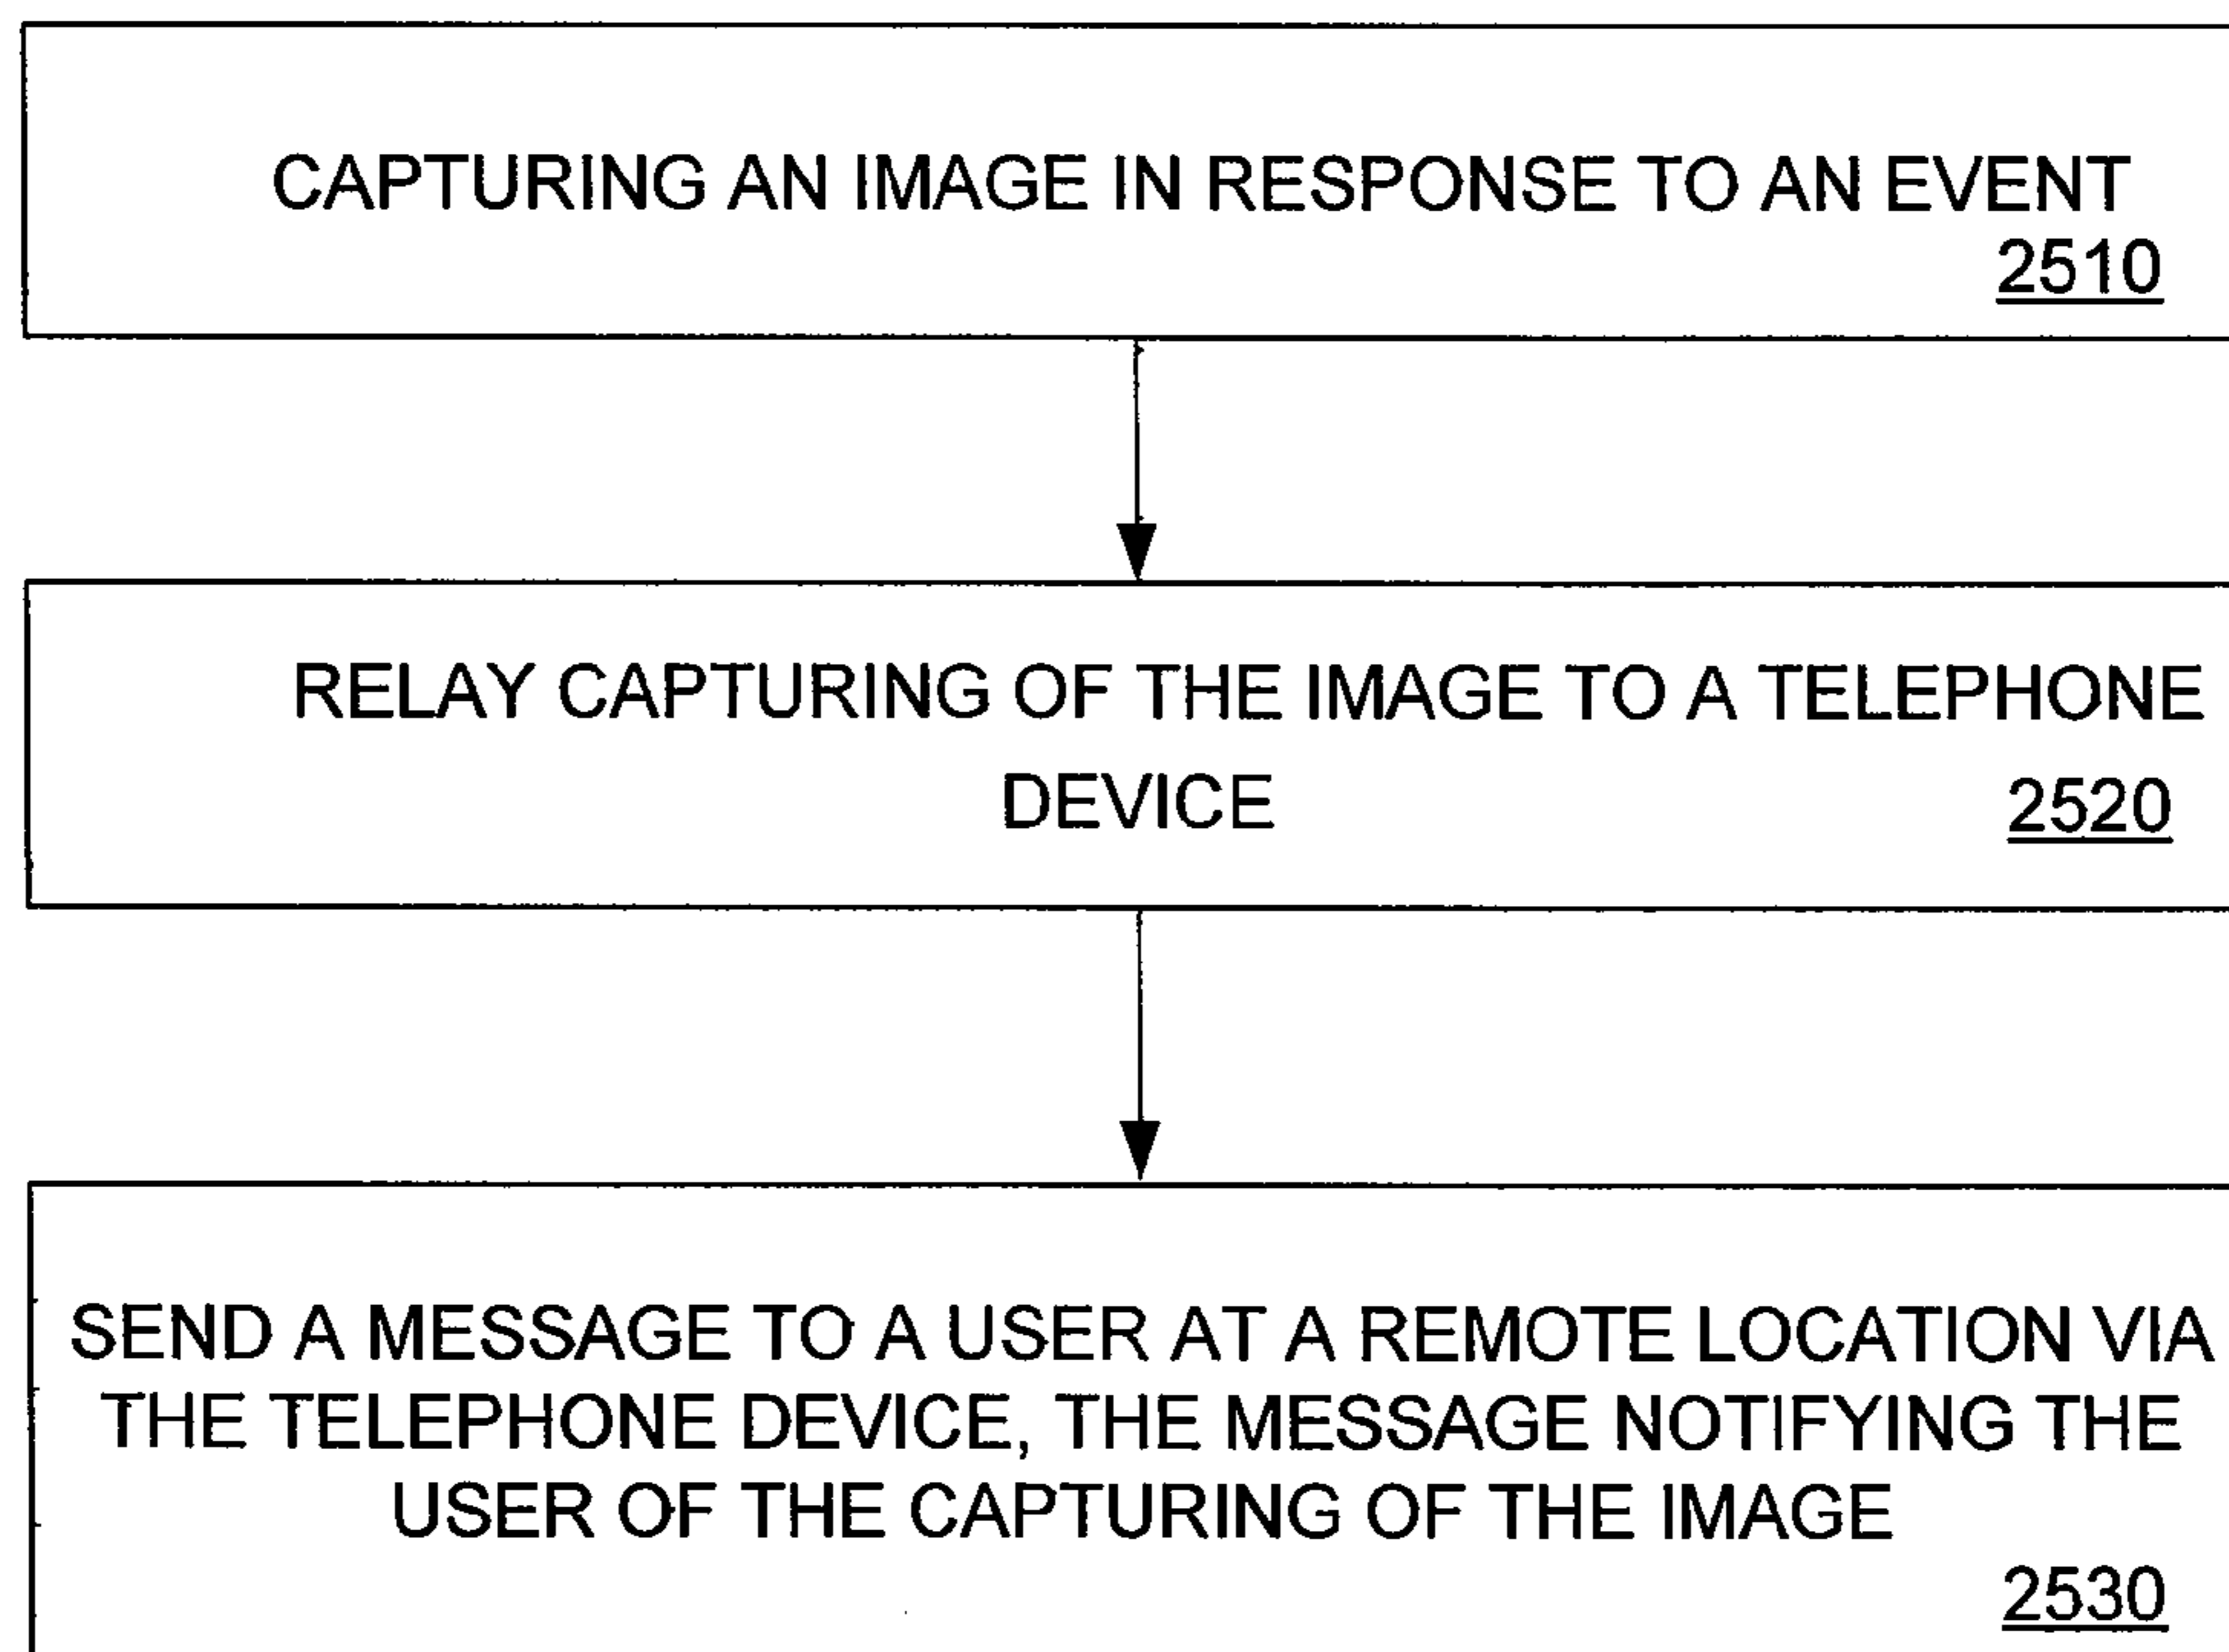 CAPTURING AN IMAGE IN RESPONSE TO AN EVENT
2510
RELAY CAPTURING OF THE IMAGE TO A TELEPHONE
DEVICE 2520
SEND A MESSAGE TO A USER AT A REMOTE LOCATION VIA
THE TELEPHONE DEVICE, THE MESSAGE NOTIFYING THE
USER OF THE CAPTURING OF THE IMAGE
2530